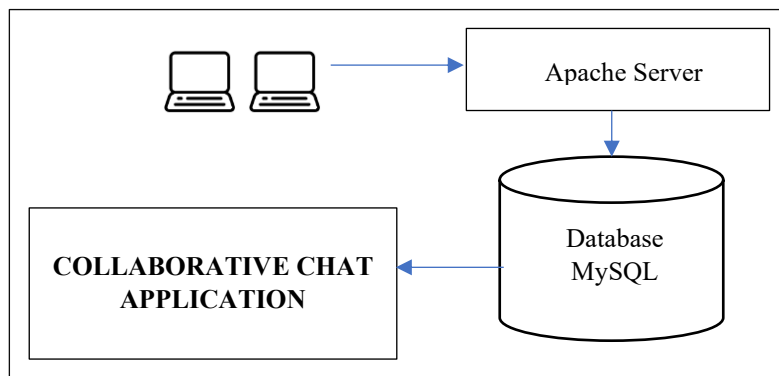 Apache Server
Database
MySQL
COLLABORATIVE CHAT
APPLICATION